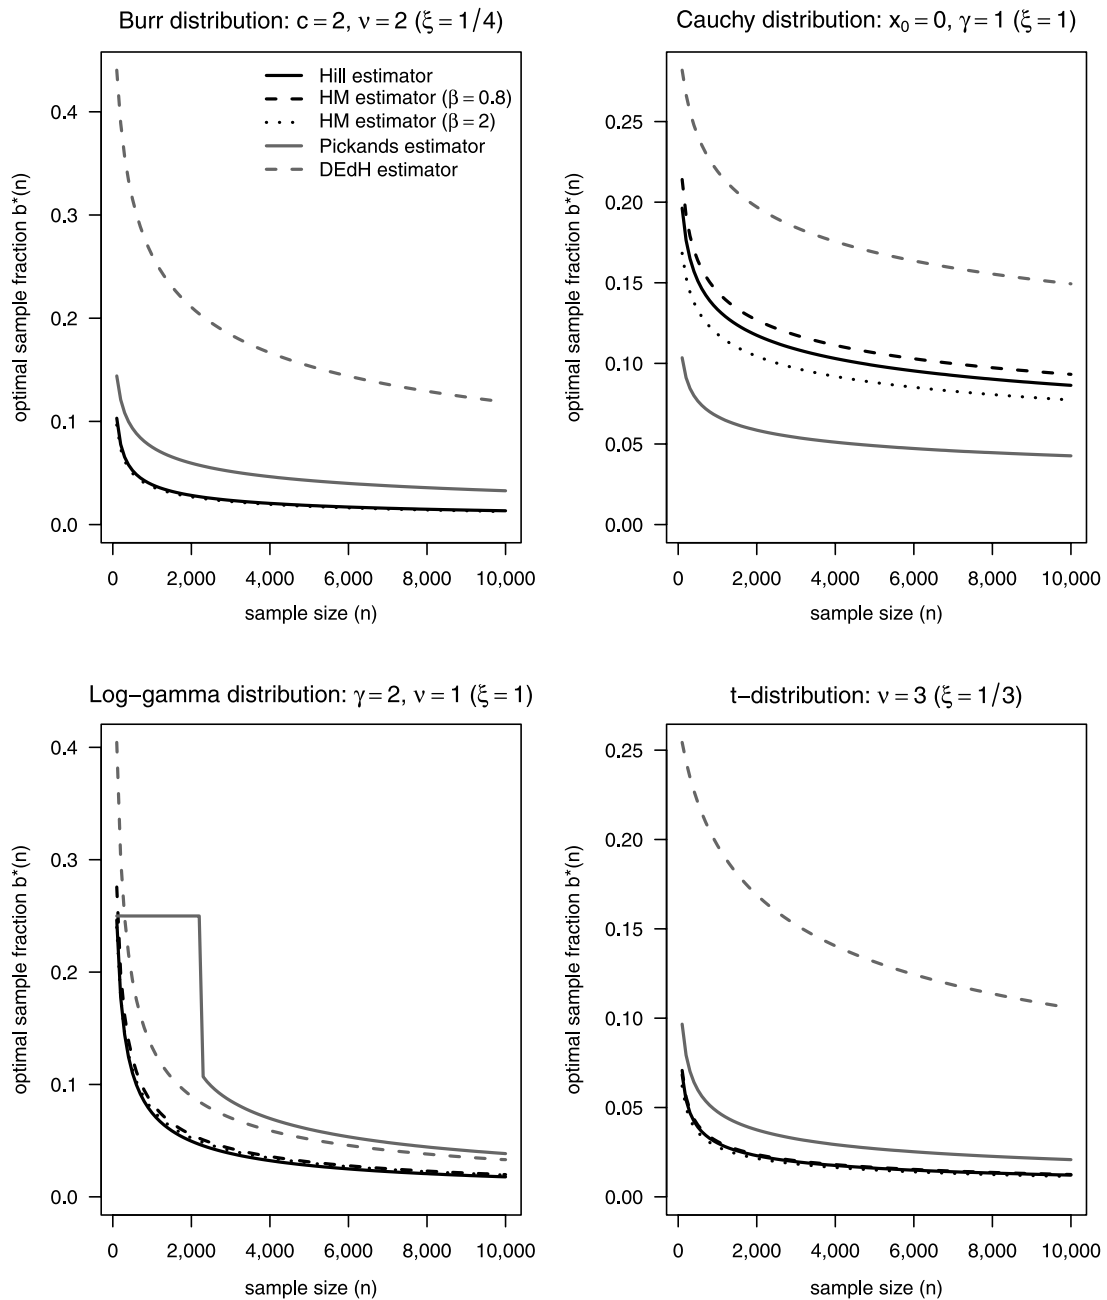 Burr distribution: c = 2, ν = 2 (ξ = 1/4)
optimal sample fraction b*(n)
0.4
0.3
0.2
0.1
0.0
Hill estimator
HM estimator (β = 0.8)
HM estimator (β = 2)
Pickands estimator
DEdH estimator
0 2,000 4,000 6,000 8,000 10,000
sample size (n)
Cauchy distribution: x₀ = 0, γ = 1 (ξ = 1)
optimal sample fraction b*(n)
0.25
0.20
0.15
0.10
0.05
0.00
0 2,000 4,000 6,000 8,000 10,000
sample size (n)
Log−gamma distribution: γ = 2, ν = 1 (ξ = 1)
optimal sample fraction b*(n)
0.4
0.3
0.2
0.1
0.0
0 2,000 4,000 6,000 8,000 10,000
sample size (n)
t−distribution: ν = 3 (ξ = 1/3)
optimal sample fraction b*(n)
0.25
0.20
0.15
0.10
0.05
0.00
0 2,000 4,000 6,000 8,000 10,000
sample size (n)